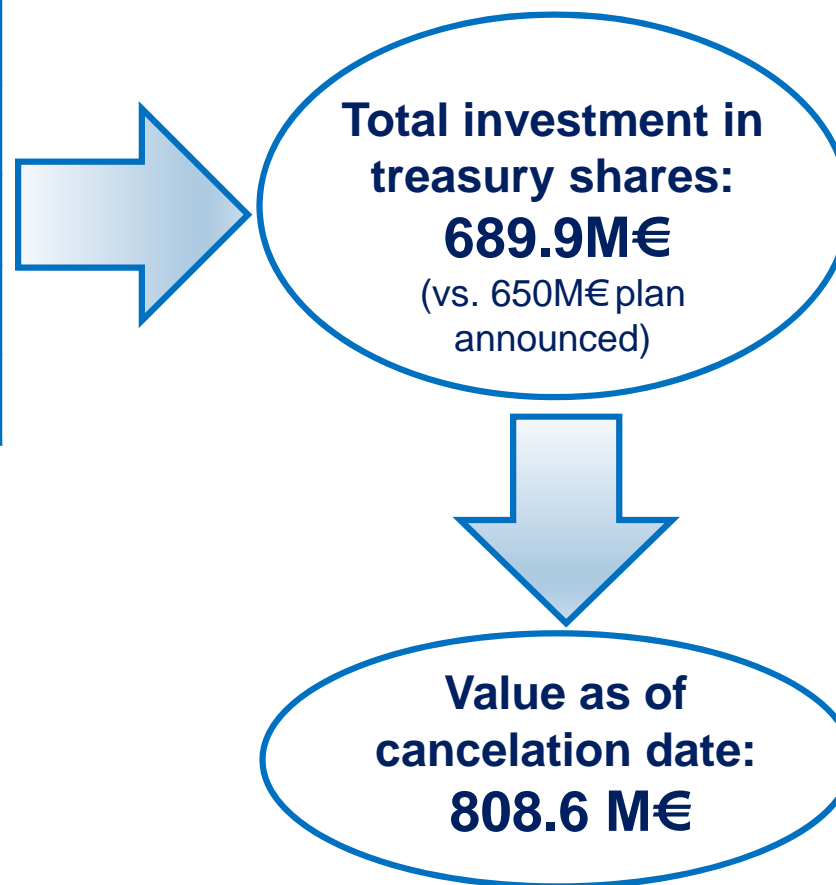 Total investment in
treasury shares:
689.9M€
(vs. 650M€ plan
announced)
Value as of
cancelation date:
808.6 M€